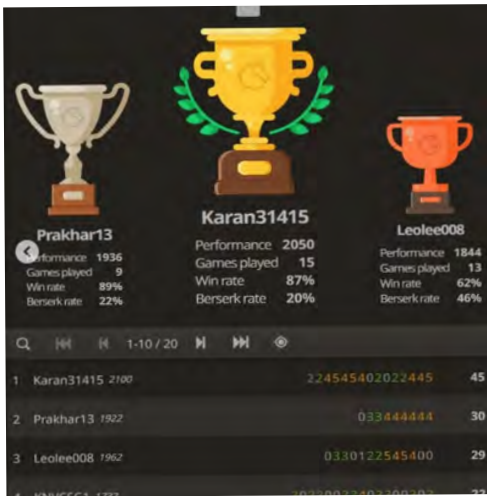 Prakhar13
Karan31415
Leolee008
Performance 1936
Games played 9
Win rate 89%
Berserk rate 22%
Performance 2050
Games played 15
Win rate 87%
Berserk rate 20%
Performance 1844
Games played 13
Win rate 62%
Berserk rate 46%
1-10 / 20
1 Karan31415 2100 224545402022445 45
2 Prakhar13 1922 033444444 30
3 Leolee008 1962 0330122545400 29